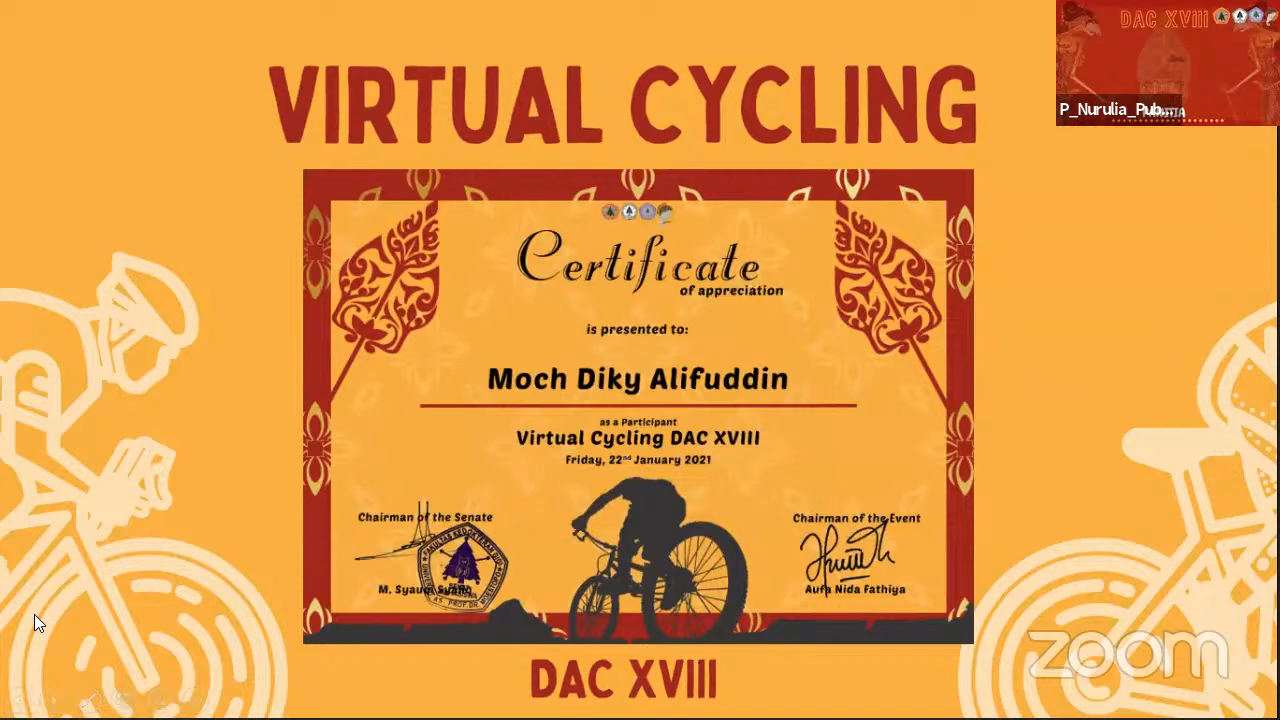 VIRTUAL CYCLING
DAC XVIII
P_Nurulia_Pub...
Certificate
of appreciation
is presented to:
Moch Diky Alifuddin
as a Participant
Virtual Cycling DAC XVIII
Friday, 22nd January 2021
Chairman of the Senate
Chairman of the Event
M. Syauqi
Aufa Nida Fathiya
DAC XVIII
zoom